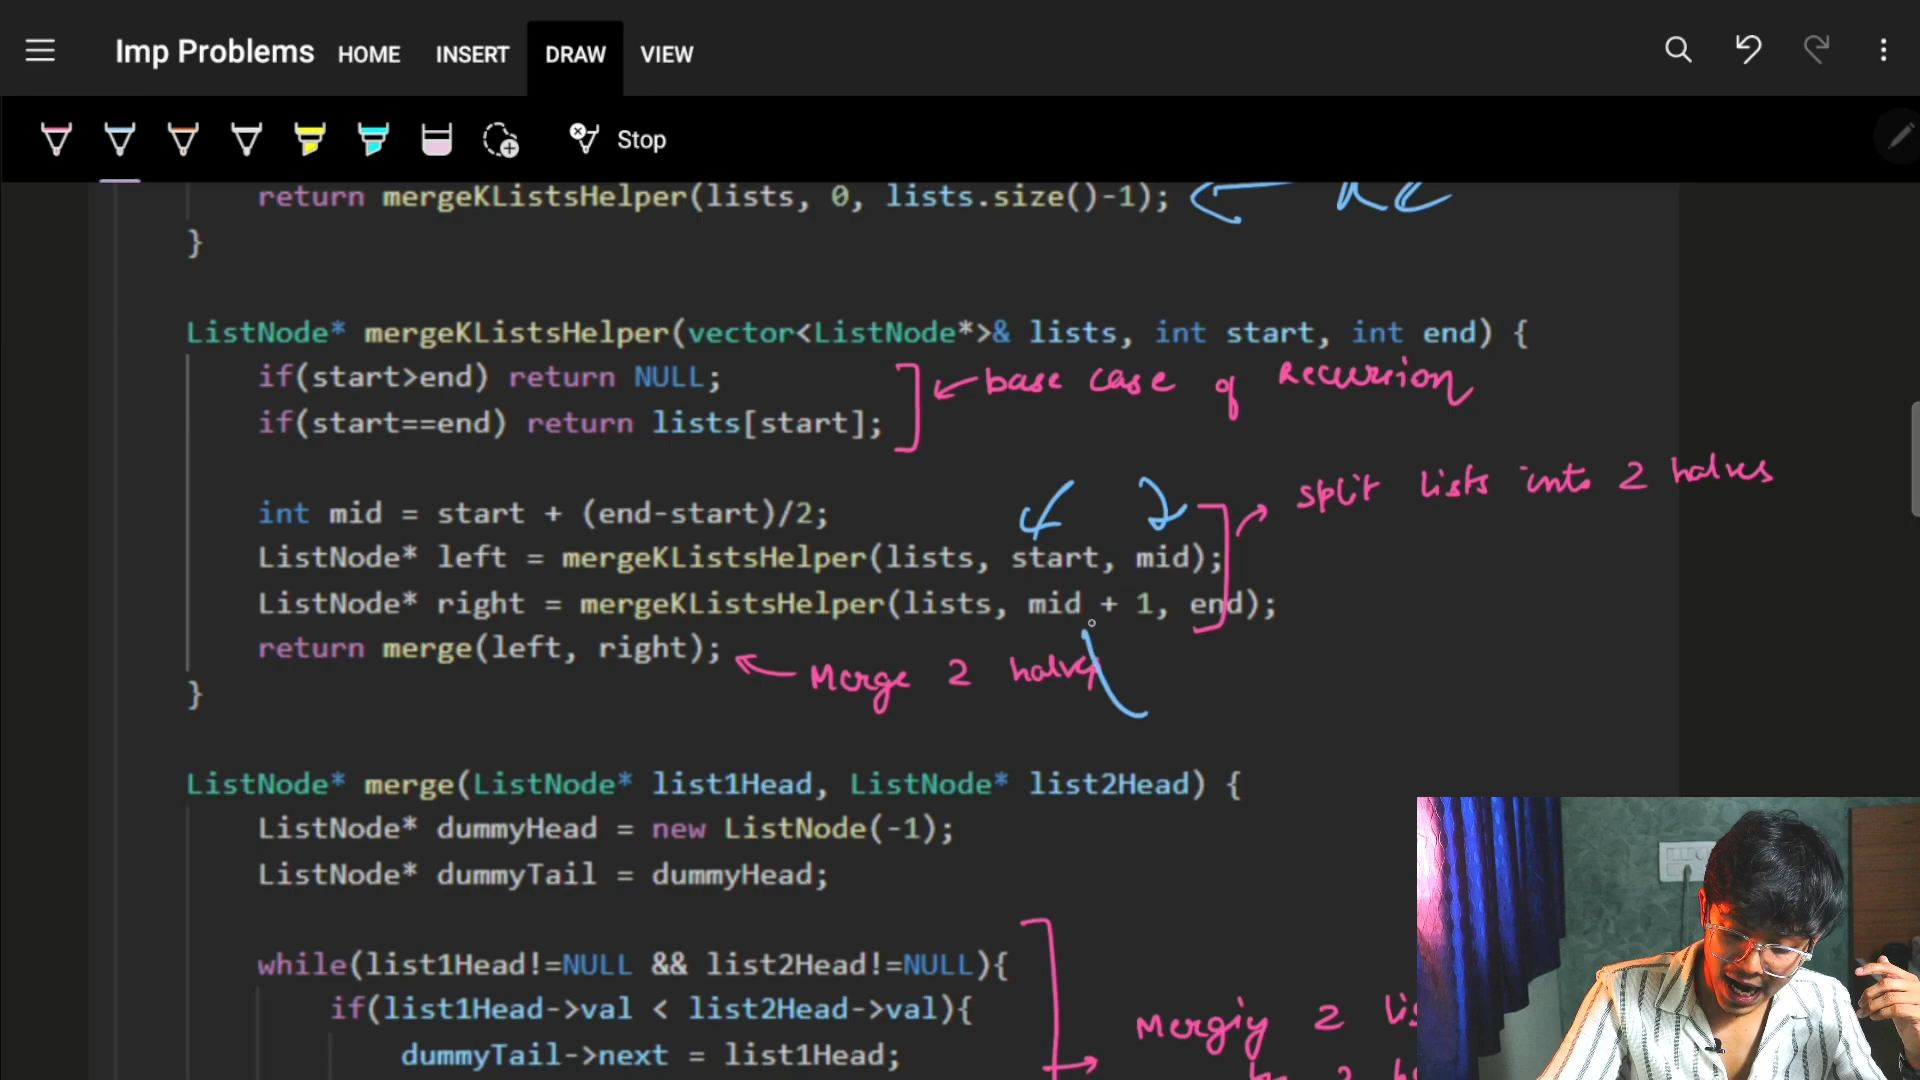 Imp Problems HOME INSERT DRAW VIEW
Stop
return mergeKListsHelper(lists, 0, lists.size()-1);
}
ListNode* mergeKListsHelper(vector<ListNode*>& lists, int start, int end) {
if(start>end) return NULL;
base case of Recursion
if(start==end) return lists[start];
split lists into 2 halves
int mid = start + (end-start)/2;
ListNode* left = mergeKListsHelper(lists, start, mid);
ListNode* right = mergeKListsHelper(lists, mid + 1, end);
return merge(left, right);
Merge 2 halves
}
ListNode* merge(ListNode* list1Head, ListNode* list2Head) {
ListNode* dummyHead = new ListNode(-1);
ListNode* dummyTail = dummyHead;
while(list1Head!=NULL && list2Head!=NULL){
if(list1Head->val < list2Head->val){
Mergiy 2
dummyTail->next = list1Head;